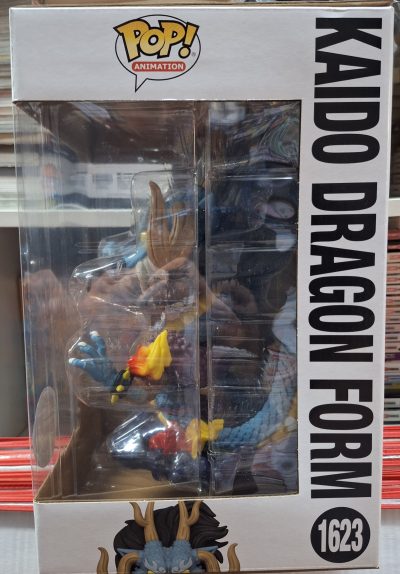 POP!
ANIMATION
KAIDO DRAGON FORM
1623